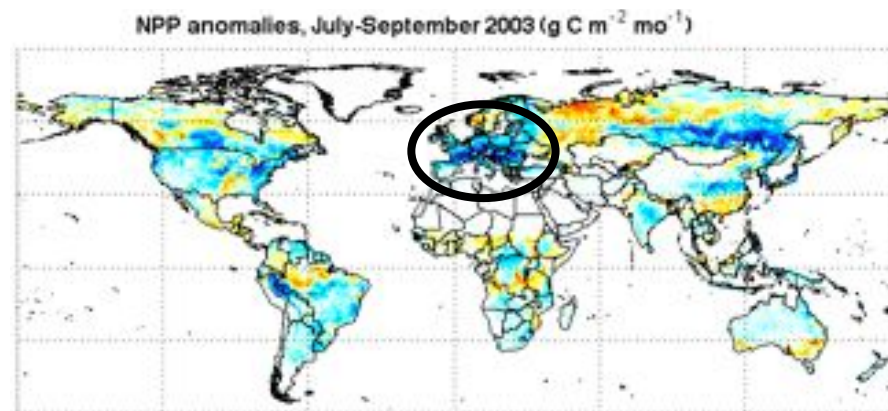 NPP anomalies, July-September 2003 (g C m⁻² mo⁻¹)